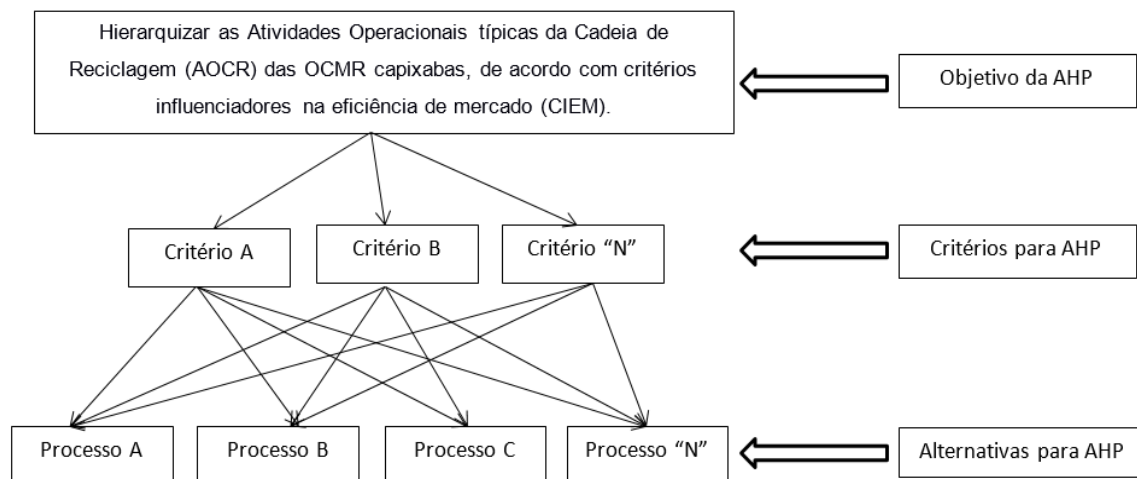 Hierarquizar as Atividades Operacionais típicas da Cadeia de
Reciclagem (AOCR) das OCMR capixabas, de acordo com critérios
influenciadores na eficiência de mercado (CIEM).
Objetivo da AHP
Critério A
Critério B
Critério “N”
Critérios para AHP
Processo A
Processo B
Processo C
Processo “N”
Alternativas para AHP